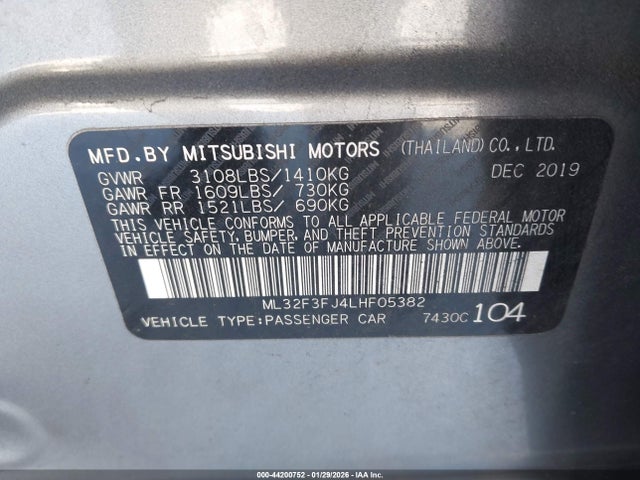 MFD.BY MITSUBISHI MOTORS (THAILAND)CO.,LTD.
GVWR 3108LBS/1410KG DEC 2019
GAWR FR 1609LBS/ 730KG
GAWR RR 1521LBS/ 690KG
THIS VEHICLE CONFORMS TO ALL APPLICABLE FEDERAL MOTOR
VEHICLE SAFETY, BUMPER, AND THEFT PREVENTION STANDARDS
IN EFFECT ON THE DATE OF MANUFACTURE SHOWN ABOVE.
ML32F3FJ4LHF05382
VEHICLE TYPE:PASSENGER CAR 7430C 104
000-44200752 - 01/29/2026 - IAA Inc.